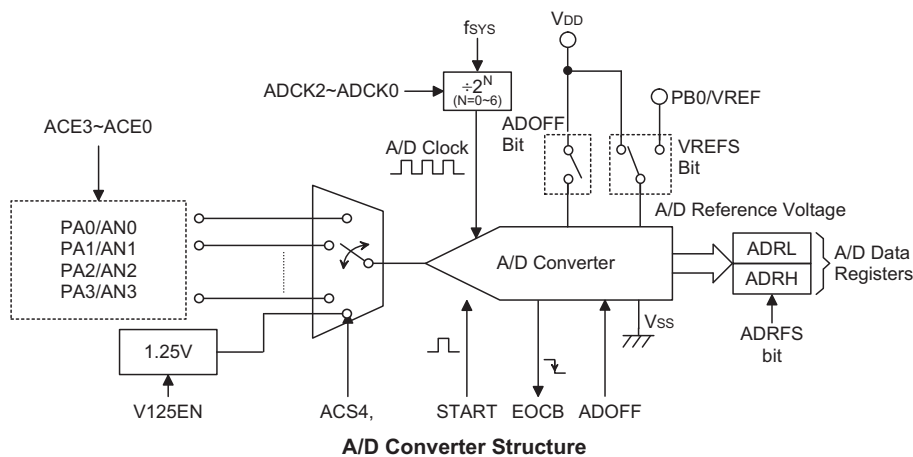 fSYS
VDD
ADCK2~ADCK0
÷2N
(N=0~6)
PB0/VREF
ACE3~ACE0
A/D Clock
ADOFF
Bit
VREFS
Bit
A/D Reference Voltage
PA0/AN0
PA1/AN1
PA2/AN2
PA3/AN3
A/D Converter
ADRL
ADRH
A/D Data
Registers
1.25V
VSS
ADRFS
bit
V125EN
ACS4,
START
EOCB
ADOFF
A/D Converter Structure